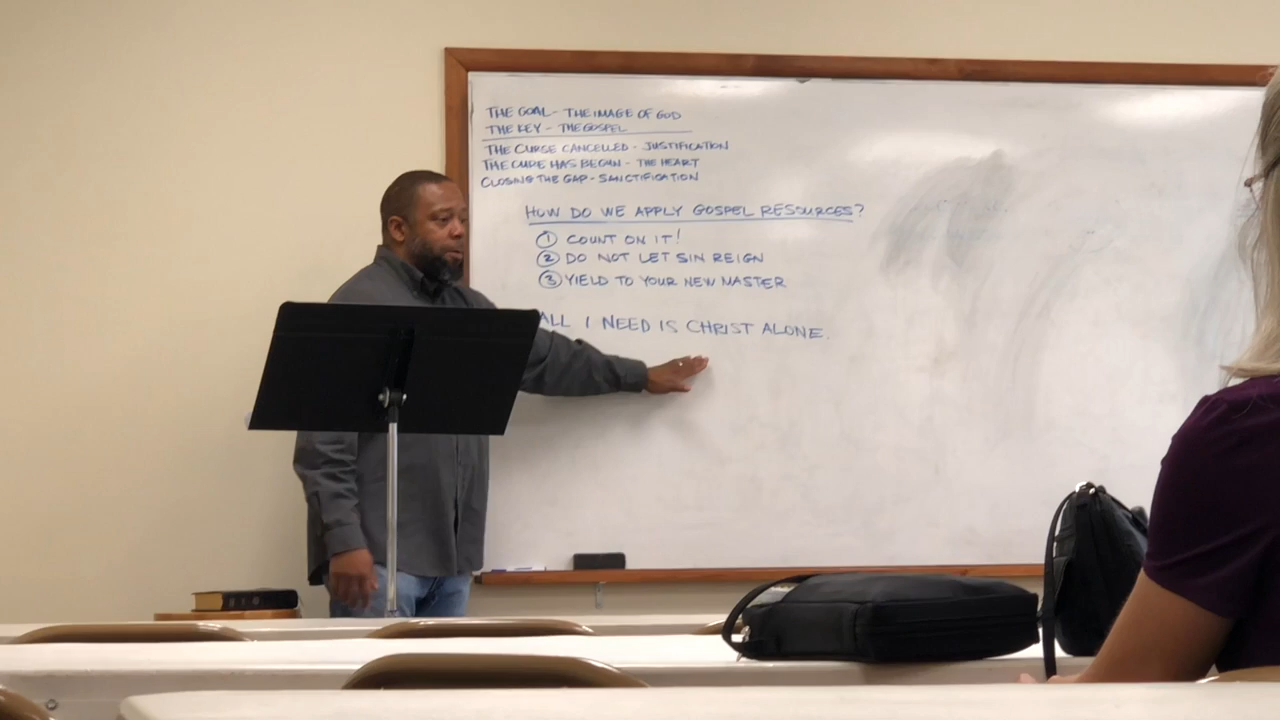 THE GOAL - THE IMAGE OF GOD
THE KEY - THE GOSPEL
THE CURSE CANCELLED - JUSTIFICATION
THE CURE HAS BEGUN - THE HEART
CLOSING THE GAP - SANCTIFICATION
HOW DO WE APPLY GOSPEL RESOURCES?
① COUNT ON IT!
② DO NOT LET SIN REIGN
③ YIELD TO YOUR NEW MASTER
ALL I NEED IS CHRIST ALONE.